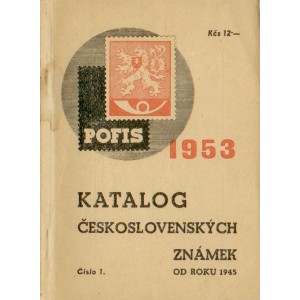 Kčs 12·—
POFIS
1953
KATALOG
ČESKOSLOVENSKÝCH
ZNÁMEK
Číslo 1.
OD ROKU 1945